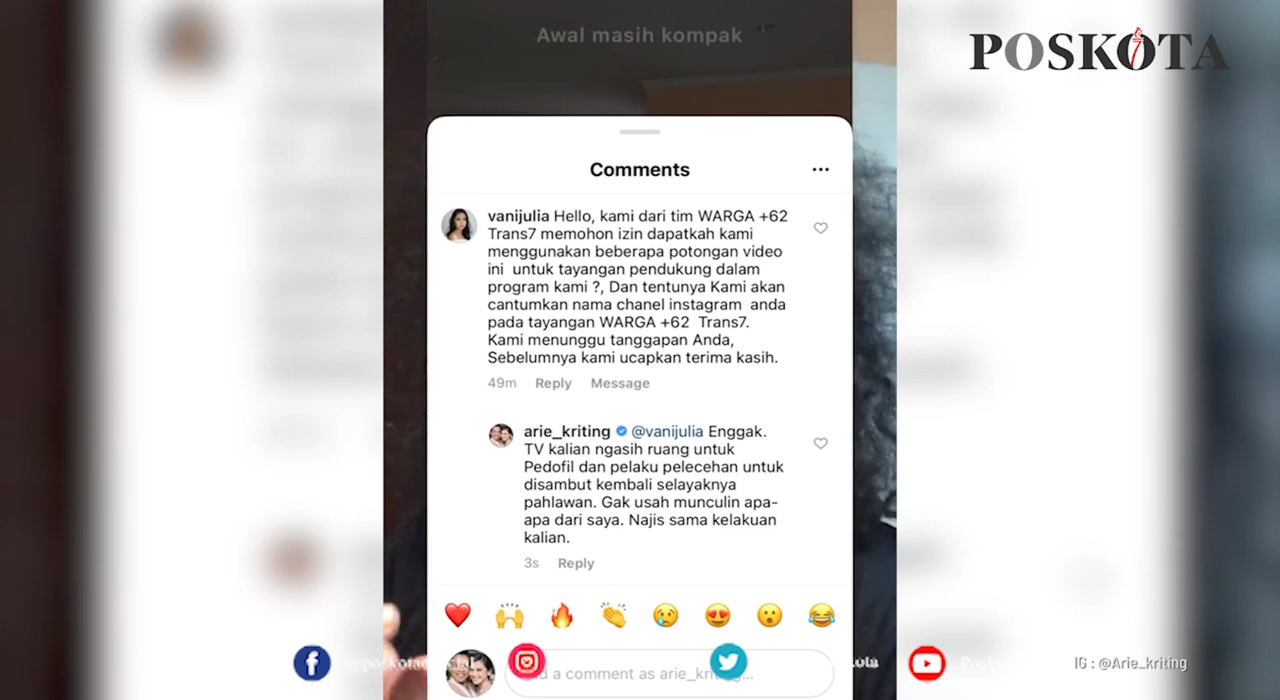 Awal masih kompak
POSKOTA
Comments
vanijulia Hello, kami dari tim WARGA +62
Trans7 memohon izin dapatkah kami
menggunakan beberapa potongan video
ini untuk tayangan pendukung dalam
program kami ?, Dan tentunya Kami akan
cantumkan nama chanel instagram anda
pada tayangan WARGA +62 Trans7.
Kami menunggu tanggapan Anda,
Sebelumnya kami ucapkan terima kasih.
49m Reply Message
arie_kriting @vanijulia Enggak.
TV kalian ngasih ruang untuk
Pedofil dan pelaku pelecehan untuk
disambut kembali selayaknya
pahlawan. Gak usah munculin apa-
apa dari saya. Najis sama kelakuan
kalian.
3s Reply
❤️ 🙌 🔥 👏 😢 😍 😮 😂
a comment as arie_kri
IG : @Arie_kriting